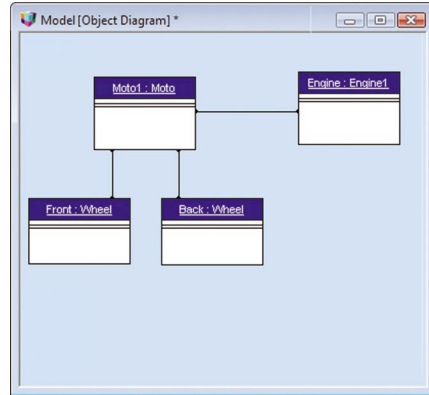 Model [Object Diagram] *
Moto1 : Moto
Engine : Engine1
Front : Wheel
Back : Wheel